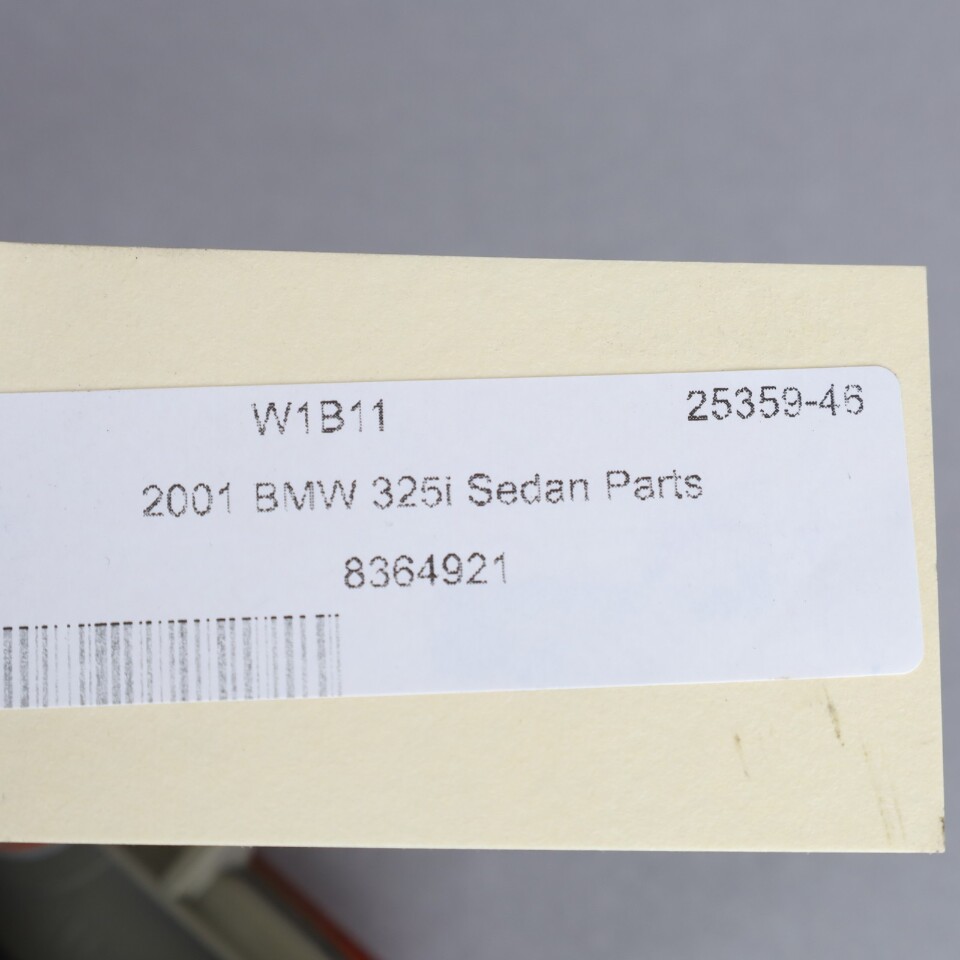 W1B11 25359-46
2001 BMW 325i Sedan Parts
8364921